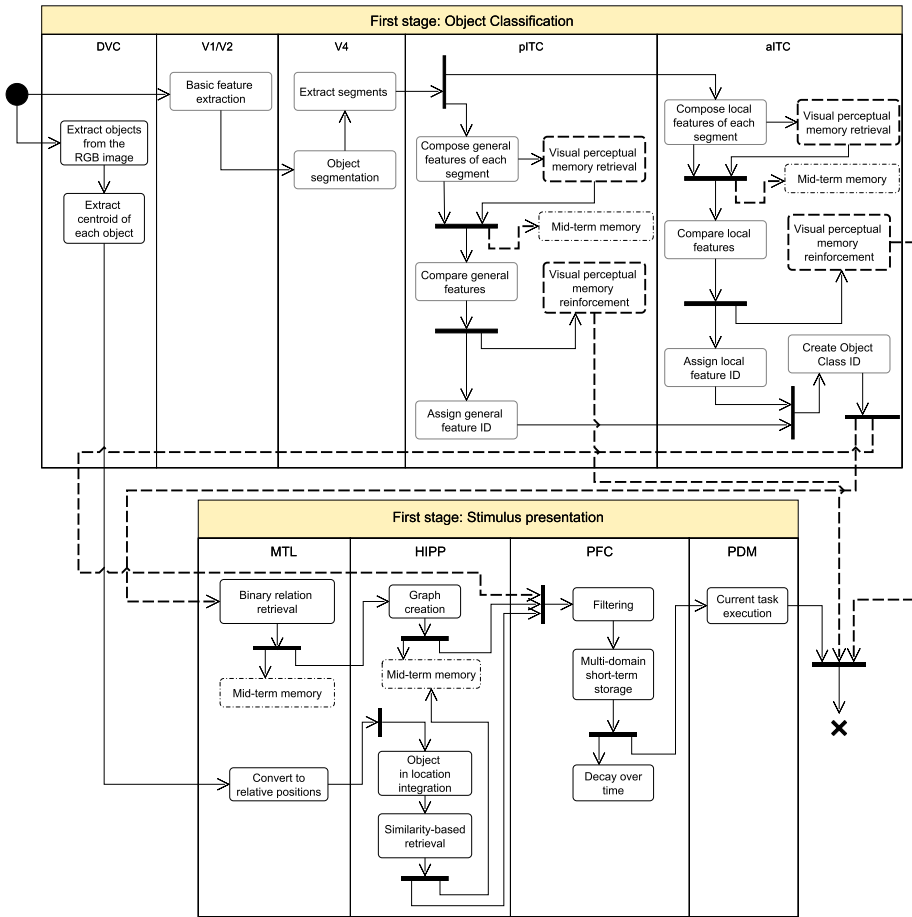 First stage: Object Classification
DVC
V1/V2
V4
pITC
aITC
Extract objects
from the
RGB image
Extract
centroid of
each object
Basic feature
extraction
Extract segments
Object
segmentation
Compose general
features of each
segment
Visual perceptual
memory retrieval
Mid-term memory
Compare general
features
Visual perceptual
memory
reinforcement
Assign general
feature ID
Compose local
features of each
segment
Visual perceptual
memory retrieval
Mid-term memory
Compare local
features
Visual perceptual
memory
reinforcement
Assign local
feature ID
Create Object
Class ID
First stage: Stimulus presentation
MTL
HIPP
PFC
PDM
Binary relation
retrieval
Mid-term memory
Convert to
relative positions
Graph
creation
Mid-term memory
Object
in location
integration
Similarity-based
retrieval
Filtering
Multi-domain
short-term
storage
Decay over
time
Current task
execution